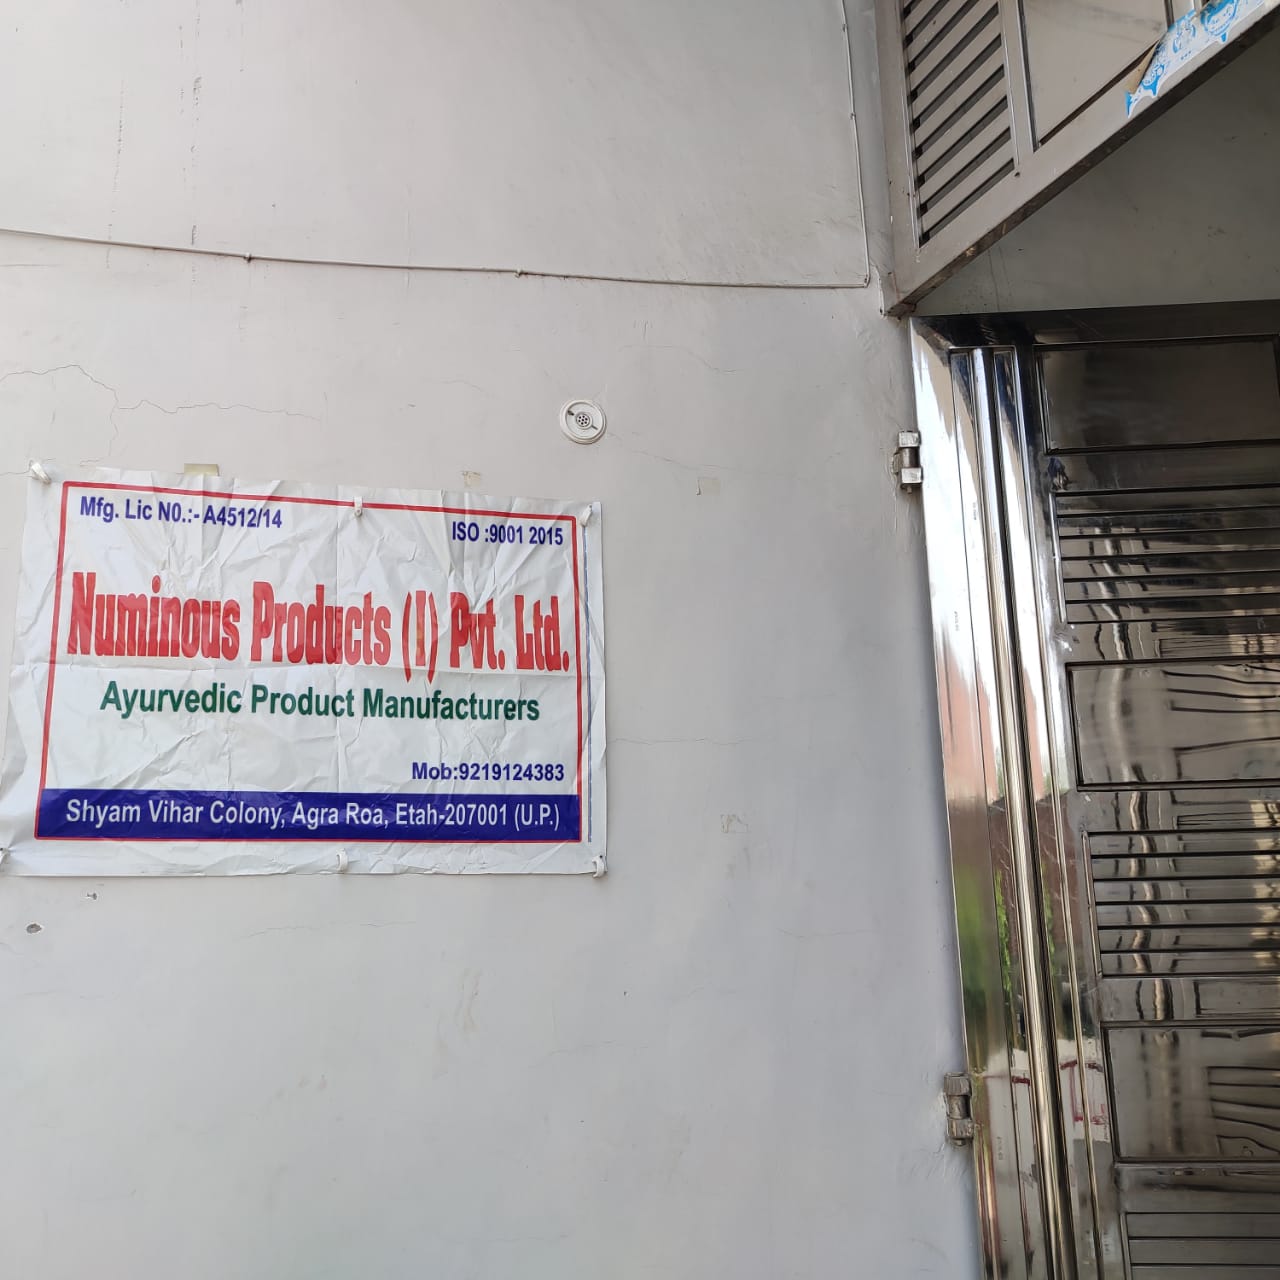 Mfg. Lic N0.:- A4512/14
ISO :9001 2015
Numinous Products (I) Pvt. Ltd.
Ayurvedic Product Manufacturers
Mob:9219124383
Shyam Vihar Colony, Agra Roa, Etah-207001 (U.P.)